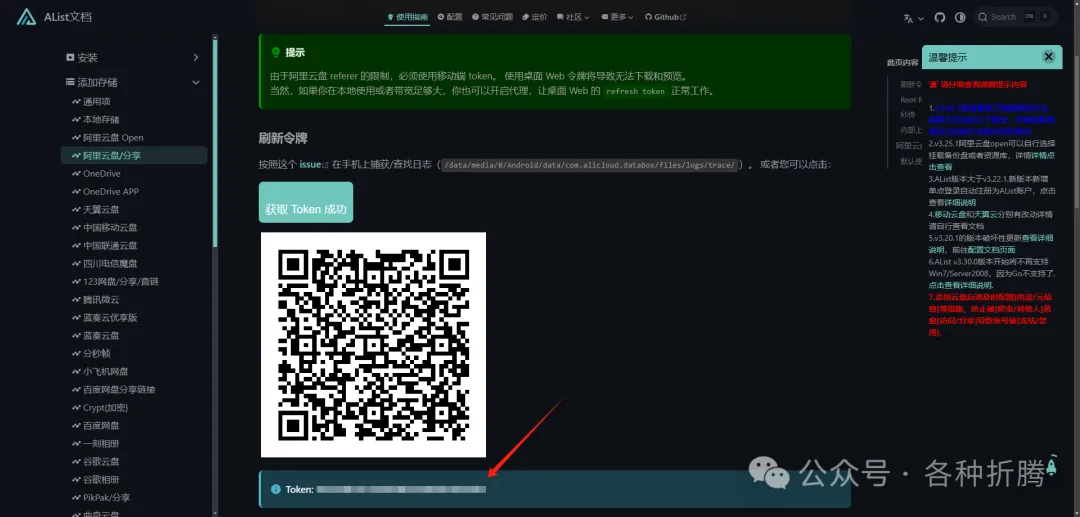 AList文档
使用指南 配置 常见问题 定价 社区 更多 Github
Search Ctrl K
安装
添加存储
通用项
本地存储
阿里云盘 Open
阿里云盘/分享
OneDrive
OneDrive APP
天翼云盘
中国移动云盘
中国联通云盘
四川电信魔盘
123网盘/分享/直链
腾讯微云
蓝奏云优享版
蓝奏云盘
分秒帧
小飞机网盘
百度网盘分享链接
Crypt(加密)
百度网盘
一刻相册
谷歌云盘
谷歌相册
PikPak/分享
曲奇云盘
提示
由于阿里云盘 referer 的限制，必须使用移动端 token。 使用桌面 Web 令牌将导致无法下载和预览。
当然，如果你在本地使用或者带宽足够大，你也可以开启代理，让桌面 Web 的 refresh token 正常工作。
刷新令牌
按照这个 issue 在手机上捕获/查找日志（/data/media/0/Android/data/com.alicloud.databox/files/logs/trace/）。 或者您可以点击：
获取 Token 成功
Token:
此页内容
刷新令
秒传
阿里云
默认使
温馨提示
请仔细查看温馨提示内容
2.v3.25.1阿里云盘open可以自行选择
挂载备份盘或者资源库，详情详情点
击查看
3.AList版本大于v3.22.1,新版本新增
单点登录自动注册为AList账户，点击
查看详细说明
4.移动云盘和天翼云分别有改动详情
请自行查看文档
5.v3.20.1的版本破坏性更新查看详细
说明，前往配置文档页面
6.AList v3.30.0版本开始将不再支持
Win7/Server2008，因为Go不支持了.
点击查看详细说明.
公众号 · 各种折腾